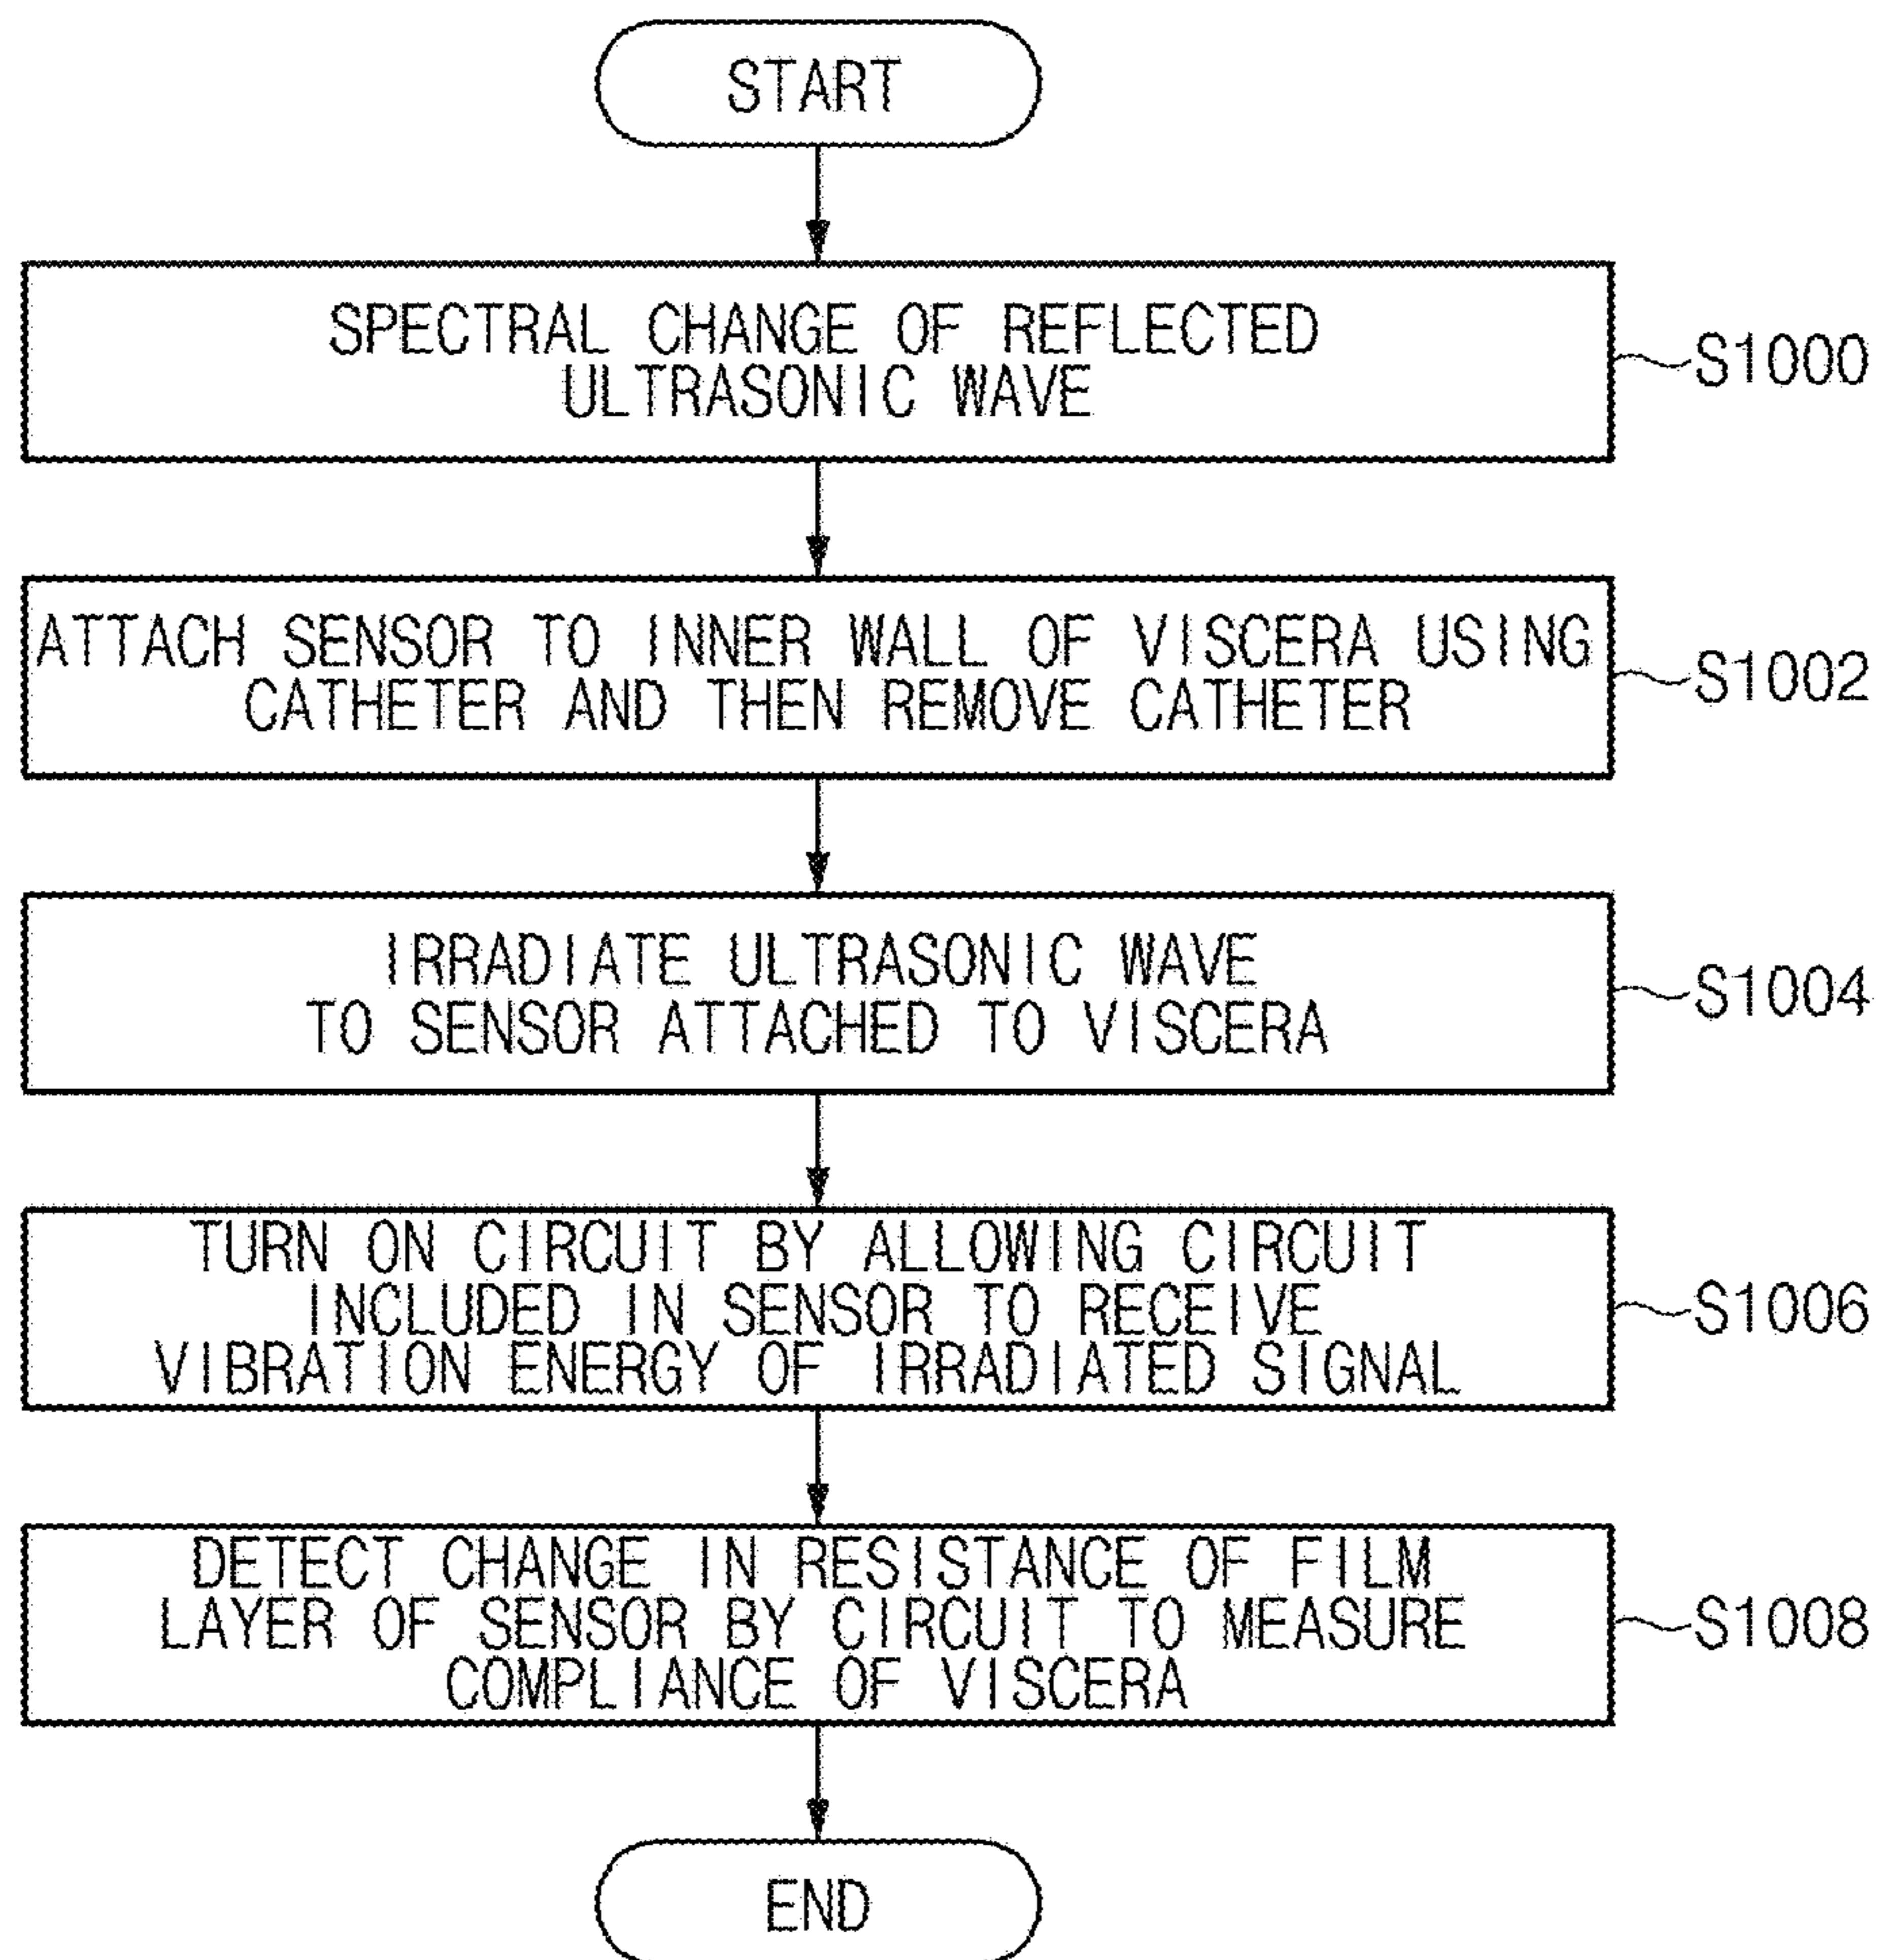 START
SPECTRAL CHANGE OF REFLECTED
ULTRASONIC WAVE
S1000
ATTACH SENSOR TO INNER WALL OF VISCERA USING
CATHETER AND THEN REMOVE CATHETER
S1002
IRRADIATE ULTRASONIC WAVE
TO SENSOR ATTACHED TO VISCERA
S1004
TURN ON CIRCUIT BY ALLOWING CIRCUIT
INCLUDED IN SENSOR TO RECEIVE
VIBRATION ENERGY OF IRRADIATED SIGNAL
S1006
DETECT CHANGE IN RESISTANCE OF FILM
LAYER OF SENSOR BY CIRCUIT TO MEASURE
COMPLIANCE OF VISCERA
S1008
END